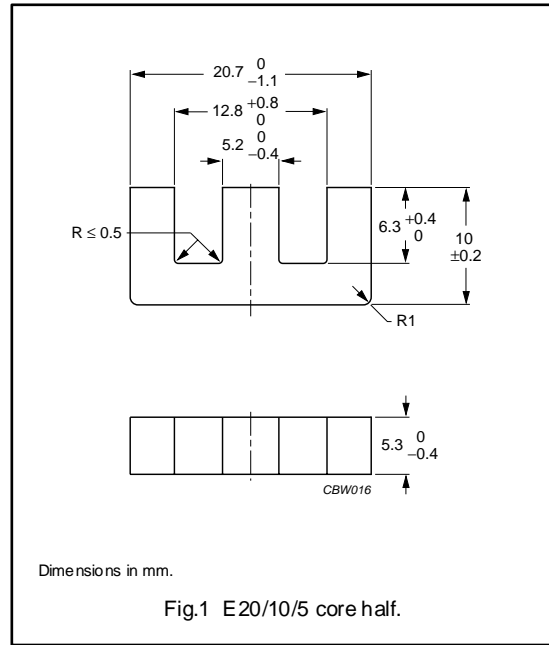 20.7 0 −1.1
12.8 +0.8 0
5.2 0 −0.4
R ≤ 0.5
6.3 +0.4 0
10 ±0.2
R1
5.3 0 −0.4
CBW016
Dimensions in mm.
Fig.1 E20/10/5 core half.